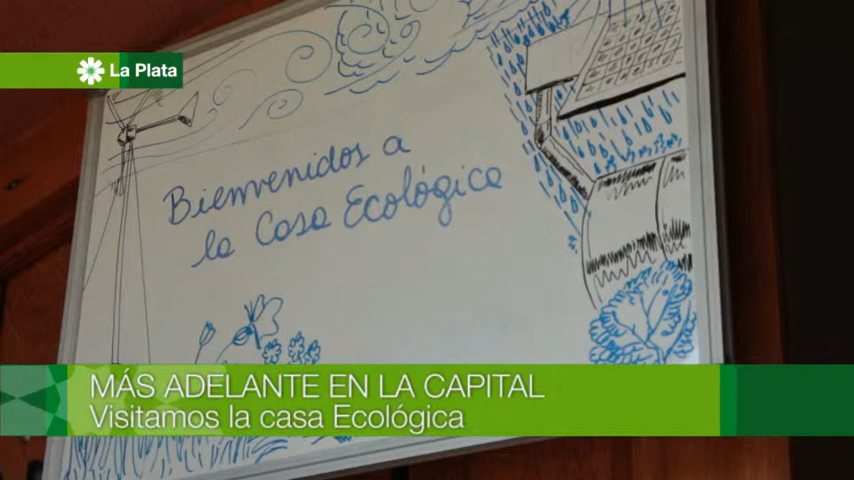 La Plata
Bienvenidos a
la Casa Ecológica
MÁS ADELANTE EN LA CAPITAL
Visitamos la casa Ecológica